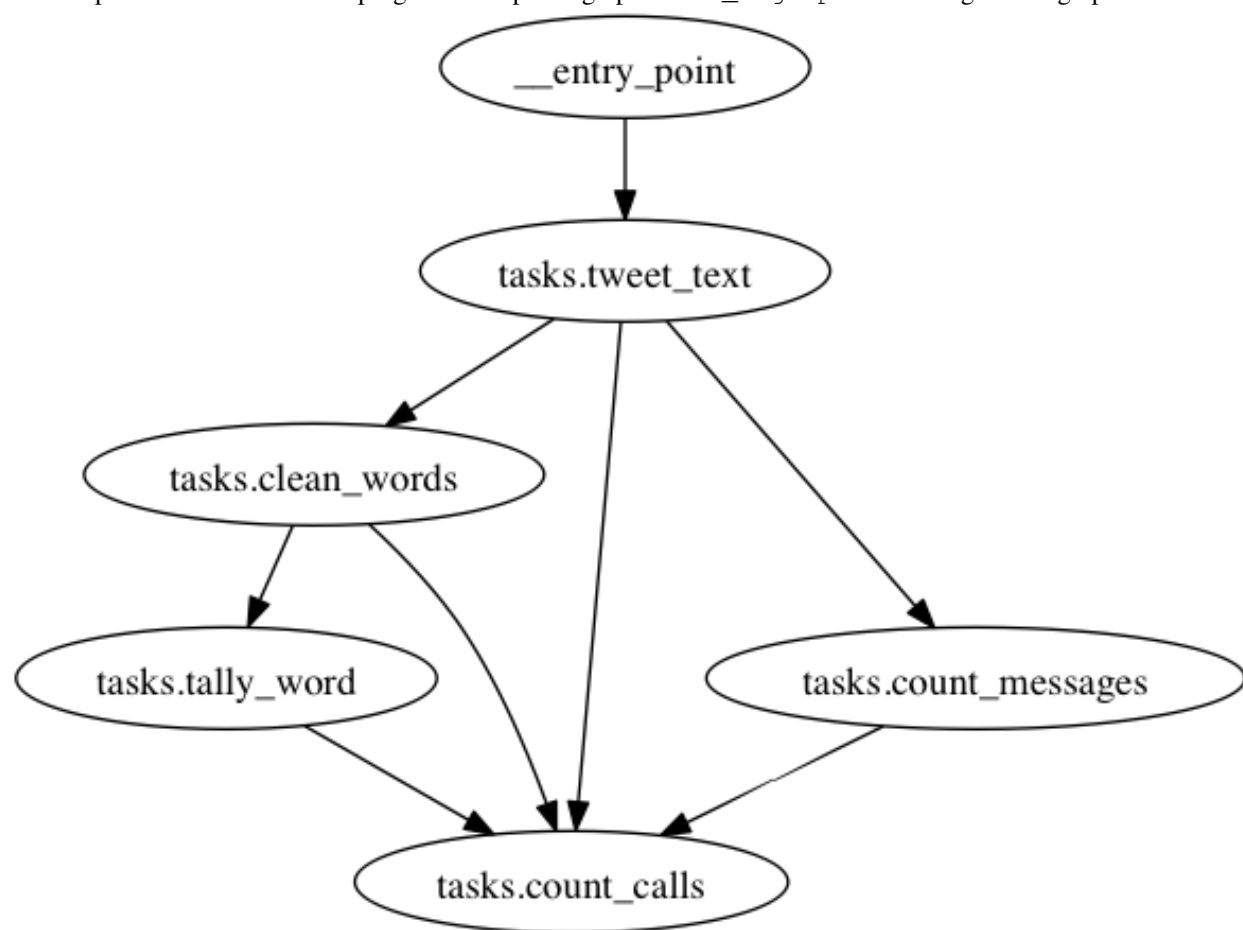 __entry_point
tasks.tweet_text
tasks.clean_words
tasks.tally_word
tasks.count_messages
tasks.count_calls